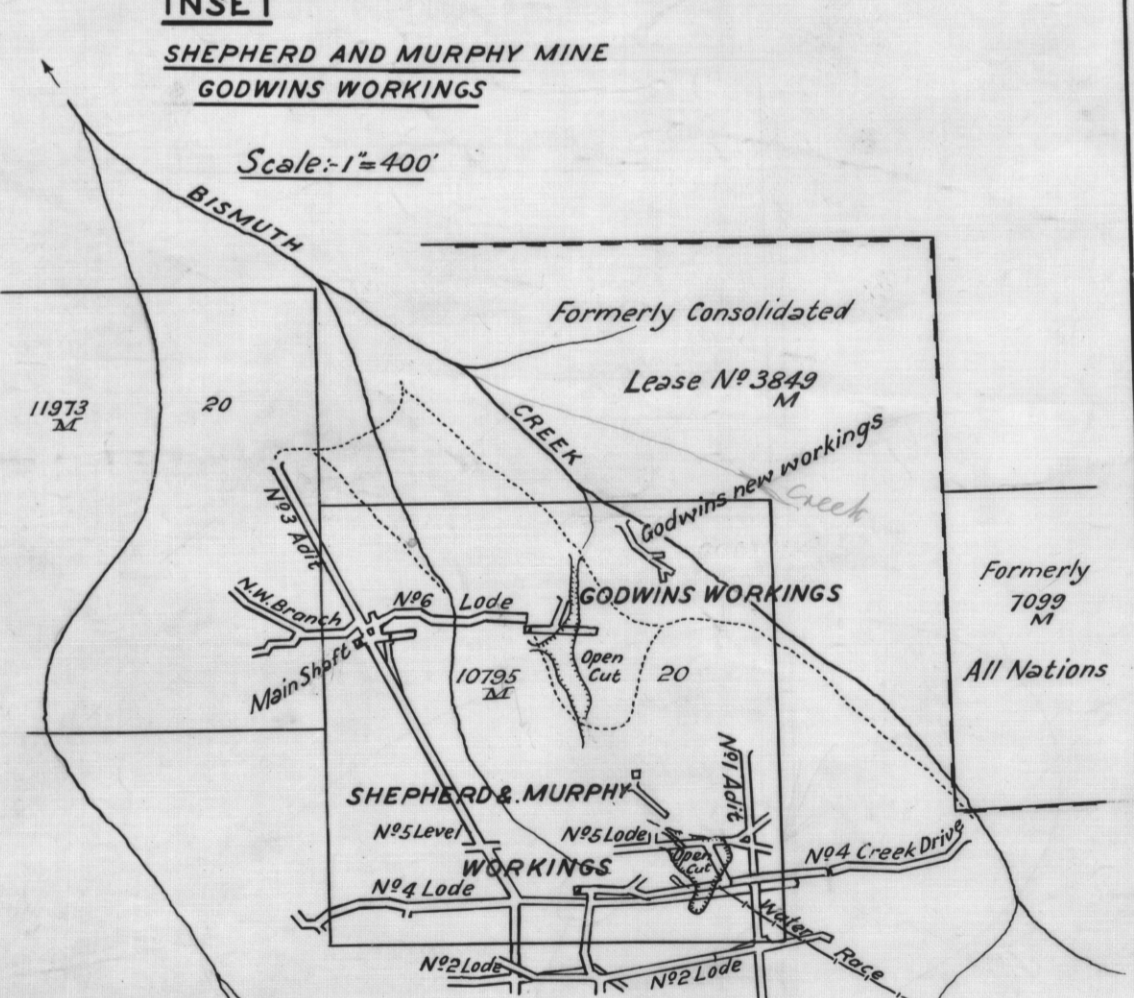 INSET
SHEPHERD AND MURPHY MINE
GODWINS WORKINGS
Scale:-1"=400'
BISMUTH
CREEK
Formerly Consolidated
Lease Nº 3849
M
11973
M
20
Godwins new workings
Creek
Nº3 Adit
Formerly
7099
M
All Nations
N.W. Branch
Nº6 Lode
GODWINS WORKINGS
Main Shaft
10795
M
Open
Cut
20
Nº1 Adit
SHEPHERD & MURPHY
Nº5 Level
Nº5 Lode
WORKINGS
Open
Cut
Nº4 Creek Drive
Nº4 Lode
Water Race
Nº2 Lode
Nº2 Lode